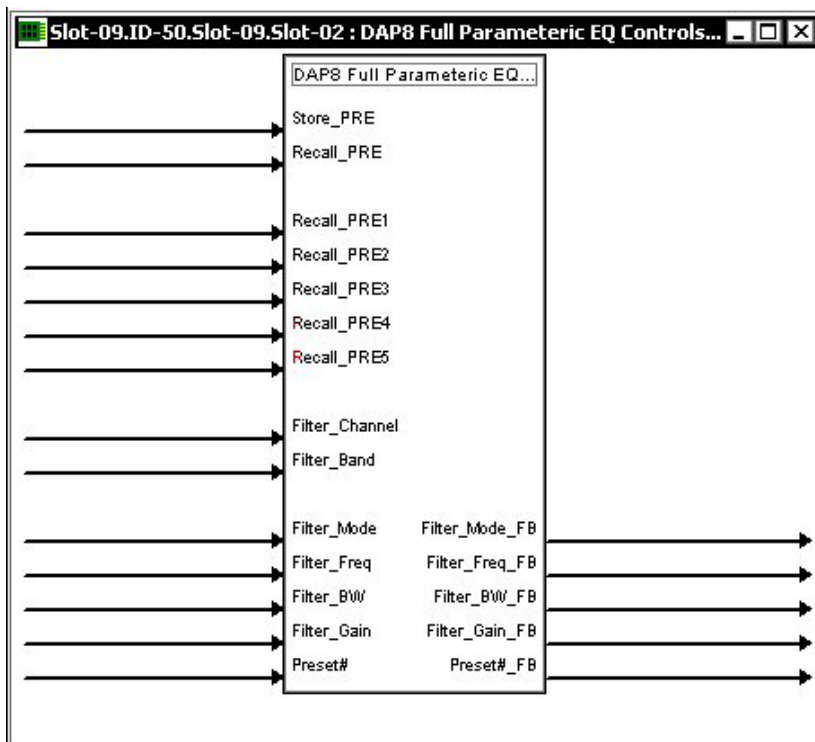 Slot-09.ID-50.Slot-09.Slot-02 : DAP8 Full Parameteric EQ Controls...
DAP8 Full Parameteric EQ...
Store_PRE
Recall_PRE
Recall_PRE1
Recall_PRE2
Recall_PRE3
Recall_PRE4
Recall_PRE5
Filter_Channel
Filter_Band
Filter_Mode Filter_Mode_FB
Filter_Freq Filter_Freq_FB
Filter_BW Filter_BW_FB
Filter_Gain Filter_Gain_FB
Preset# Preset#_FB